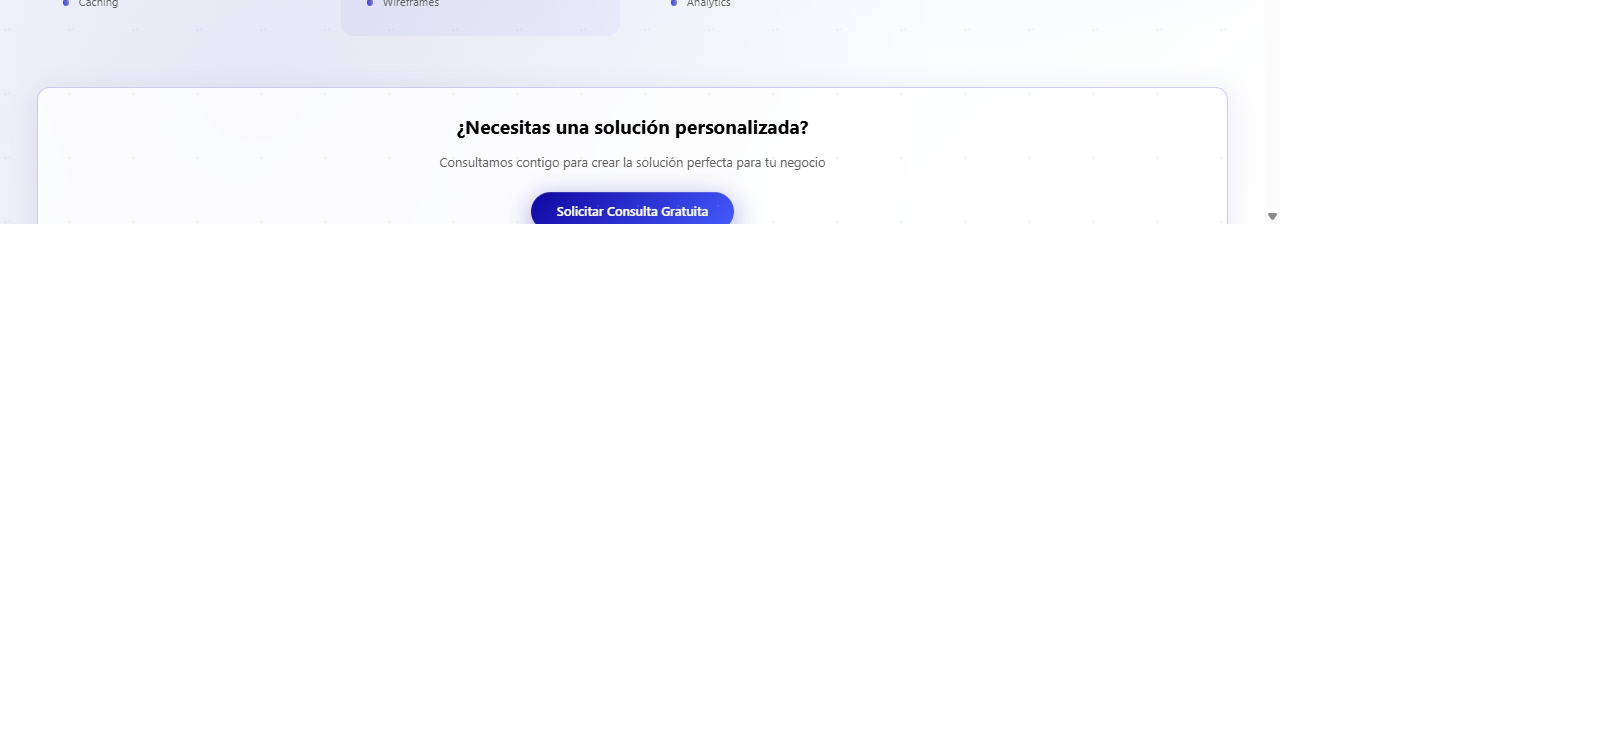 Caching
Wireframes
Analytics
¿Necesitas una solución personalizada?
Consultamos contigo para crear la solución perfecta para tu negocio
Solicitar Consulta Gratuita